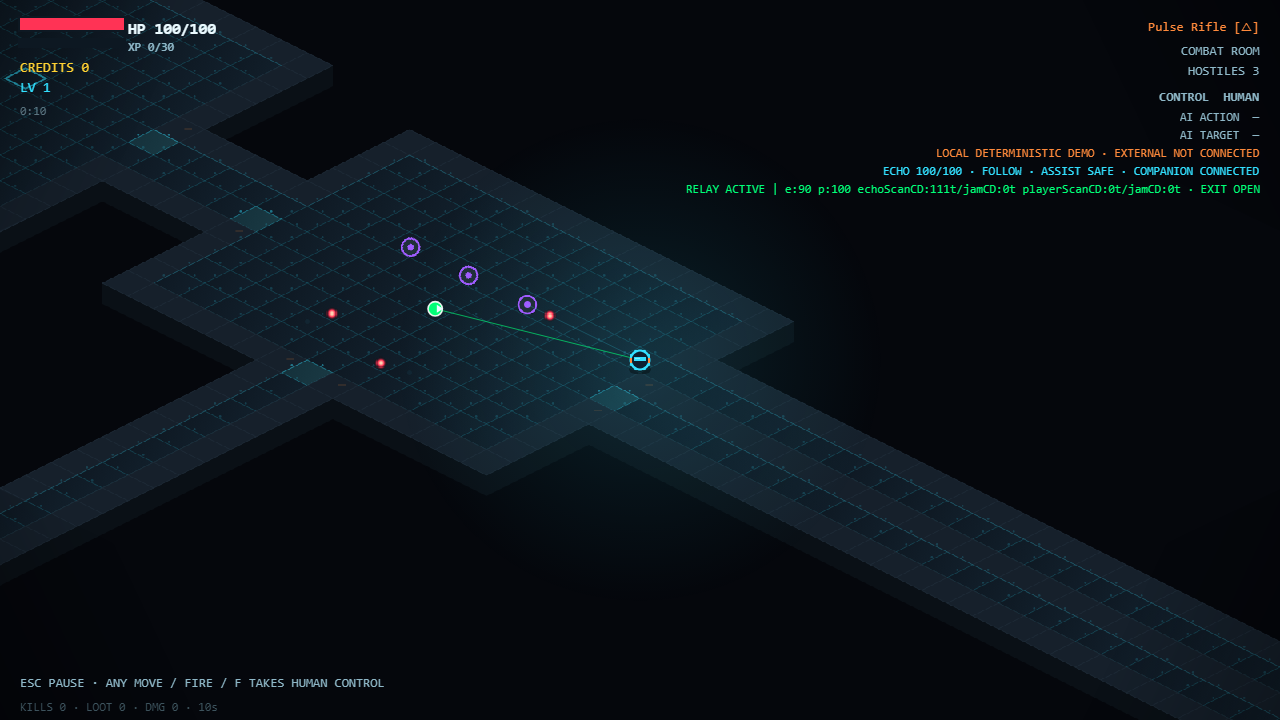 HP 100/100
XP 0/30
CREDITS 0
LV 1
0:10
Pulse Rifle [△]
COMBAT ROOM
HOSTILES 3
CONTROL HUMAN
AI ACTION —
AI TARGET —
LOCAL DETERMINISTIC DEMO · EXTERNAL NOT CONNECTED
ECHO 100/100 · FOLLOW · ASSIST SAFE · COMPANION CONNECTED
RELAY ACTIVE | e:90 p:100 echoScanCD:111t/jamCD:0t playerScanCD:0t/jamCD:0t · EXIT OPEN
ESC PAUSE · ANY MOVE / FIRE / F TAKES HUMAN CONTROL
KILLS 0 · LOOT 0 · DMG 0 · 10s